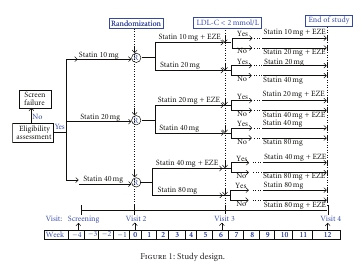 Randomization
LDL-C < 2 mmol/L
End of study
Statin 10 mg
Statin 10 mg + EZE
Yes
Statin 10 mg + EZE
No
Statin 20 mg + EZE
R
Statin 20 mg
Yes
Statin 20 mg
No
Statin 40 mg
Screen
failure
No
Eligibility
assessment
Yes
Statin 20 mg
R
Statin 20 mg + EZE
Yes
Statin 20 mg + EZE
No
Statin 40 mg + EZE
Statin 40 mg
Yes
Statin 40 mg
No
Statin 80 mg
Statin 40 mg
R
Statin 40 mg + EZE
Yes
Statin 40 mg + EZE
No
Statin 80 mg + EZE
Statin 80 mg
Yes
Statin 80 mg
No
Statin 80 mg + EZE
Visit: Screening Visit 2 Visit 3 Visit 4
Week −4 −3 −2 −1 0 1 2 3 4 5 6 7 8 9 10 11 12
FIGURE 1: Study design.